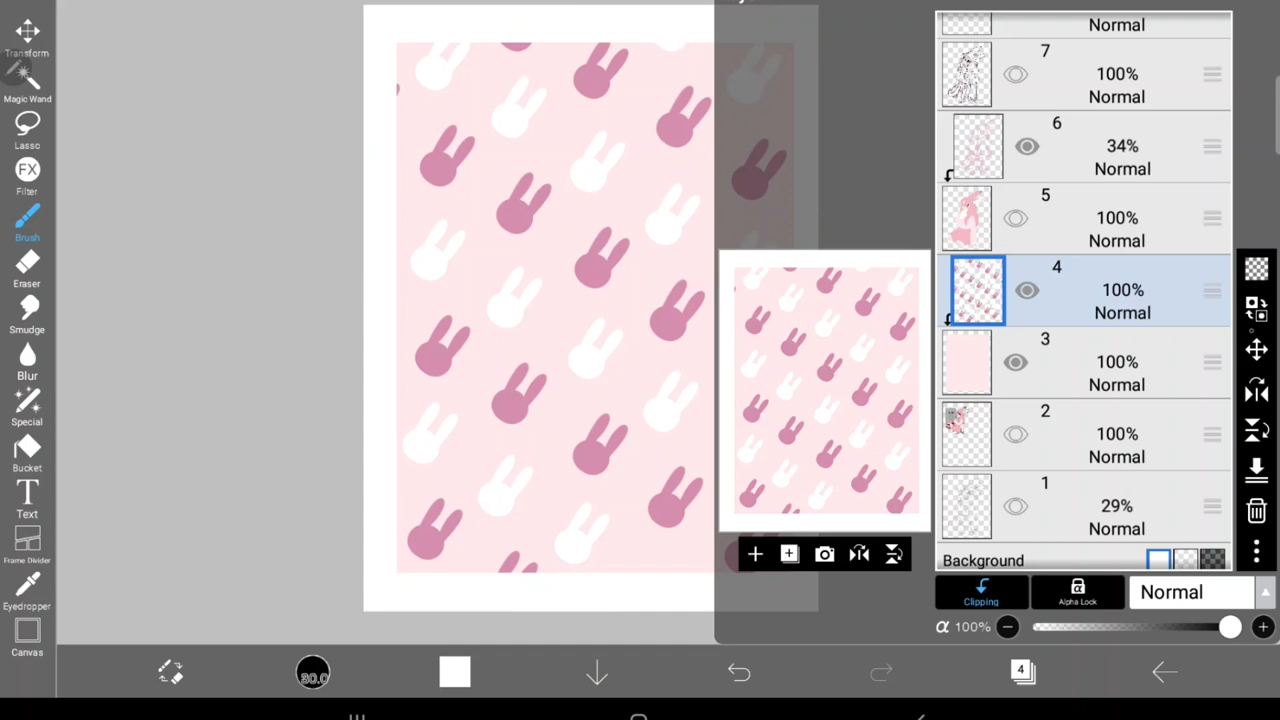 Transform
Magic Wand
Lasso
FX
Filter
Brush
Eraser
Smudge
Blur
Special
Bucket
T
Text
Frame Divider
Eyedropper
Canvas
30.0
4
Normal
7
100%
Normal
6
34%
Normal
5
100%
Normal
4
100%
Normal
3
100%
Normal
2
100%
Normal
1
29%
Normal
Background
Clipping
α
Alpha Lock
Normal
α 100%